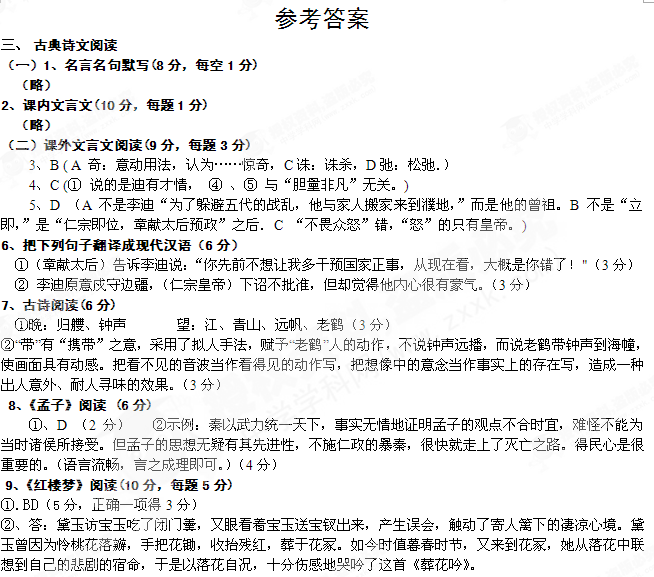 参考答案
三、 古典诗文阅读
（一）1、名言名句默写(8分，每空1分)
（略）
2、课内文言文(10分，每题1分)
（略）
（二）课外文言文阅读(9分，每题3分)
3、B ( A 奇：意动用法，认为……惊奇，C诛：诛杀，D弛：松弛．)
4、C (① 说的是迪有才情， ④ 、⑤ 与“胆量非凡”无关。)
5、D （A 不是李迪“为了躲避五代的战乱，他与家人搬家来到濮地，”而是他的曾祖。B 不是“立
即，”是“仁宗即位，章献太后预政”之后．C “不畏众怒”错，“怒”的只有皇帝。)
6、把下列句子翻译成现代汉语（6分）
①（章献太后）告诉李迪说：“你先前不想让我多干预国家正事，从现在看，大概是你错了！"（3分）
② 李迪原意戍守边疆，（仁宗皇帝）下诏不批准，但却觉得他内心很有豪气。（3分）
7、古诗阅读(6分)
①晚：归艭、钟声 望：江、青山、远帆、老鹤（3分）
②“带”有“携带”之意，采用了拟人手法，赋予“老鹤”人的动作，不说钟声远播，而说老鹤带钟声到海幢，
使画面具有动感。把看不见的音波当作看得见的动作写，把想像中的意念当作事实上的存在写，造成一种
出人意外、耐人寻味的效果。（3分）
8、《孟子》阅读 （6分）
①、D （2 分） ②示例：秦以武力统一天下，事实无情地证明孟子的观点不合时宜，难怪不能为
当时诸侯所接受。但孟子的思想无疑有其先进性，不施仁政的暴秦，很快就走上了灭亡之路。得民心是很
重要的。（语言流畅，言之成理即可。）（4分）
9、《红楼梦》阅读(10分，每题5分）
①．BD（5分，正确一项得3分）
②、答：黛玉访宝玉吃了闭门羹，又眼看着宝玉送宝钗出来，产生误会，触动了寄人篱下的凄凉心境。黛
玉曾因为怜桃花落瓣，手把花锄，收拾残红，葬于花冢。如今时值暮春时节，又来到花冢，她从落花中联
想到自己的悲剧的宿命，于是以落花自况，十分伤感地哭吟了这首《葬花吟》。